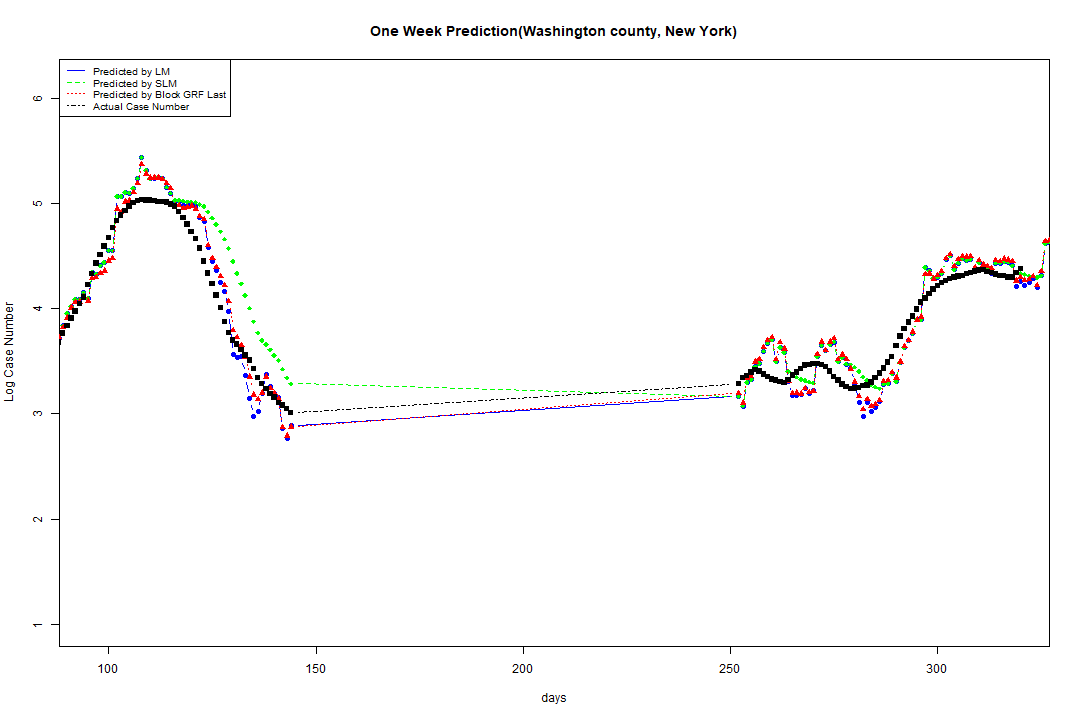 One Week Prediction(Washington county, New York)
Predicted by LM
Predicted by SLM
Predicted by Block GRF Last
Actual Case Number
Log Case Number
6
5
4
3
2
1
100 150 200 250 300
days